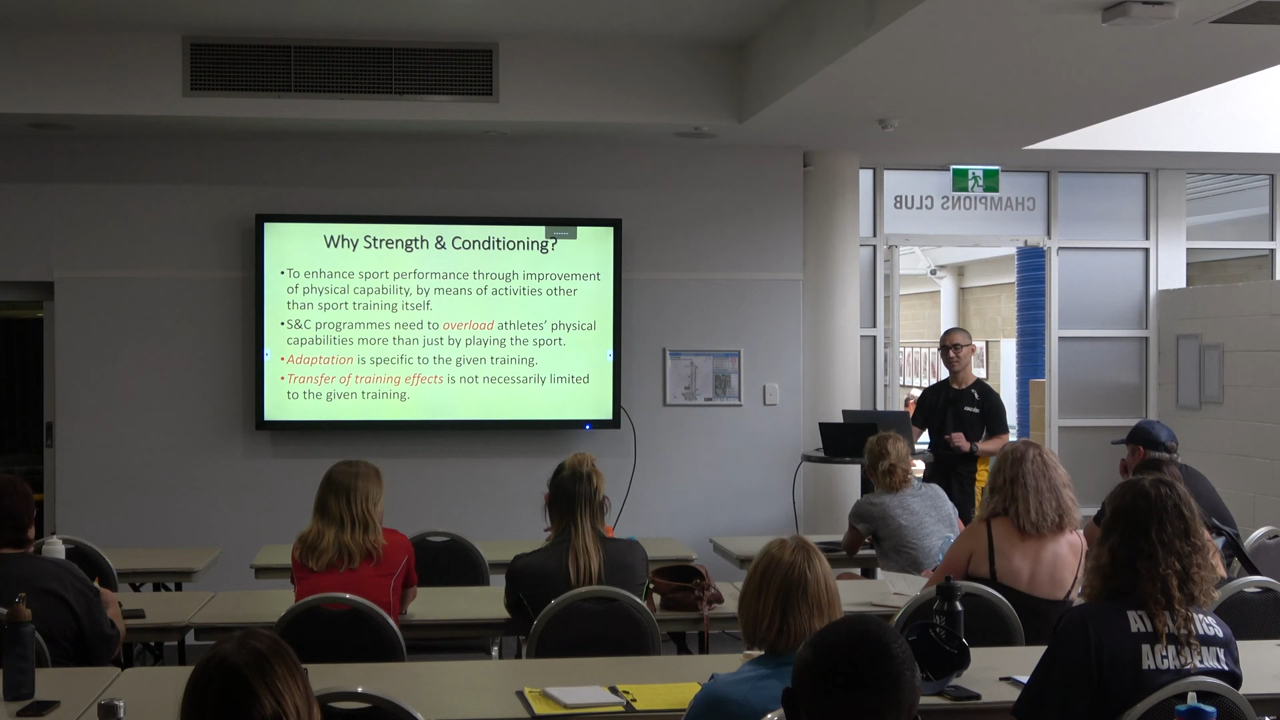 CHAMPIONS CLUB
Why Strength & Conditioning?
•To enhance sport performance through improvement
of physical capability, by means of activities other
than sport training itself.
•S&C programmes need to overload athletes' physical
capabilities more than just by playing the sport.
•Adaptation is specific to the given training.
•Transfer of training effects is not necessarily limited
to the given training.
ATHLETICS
ACADEMY